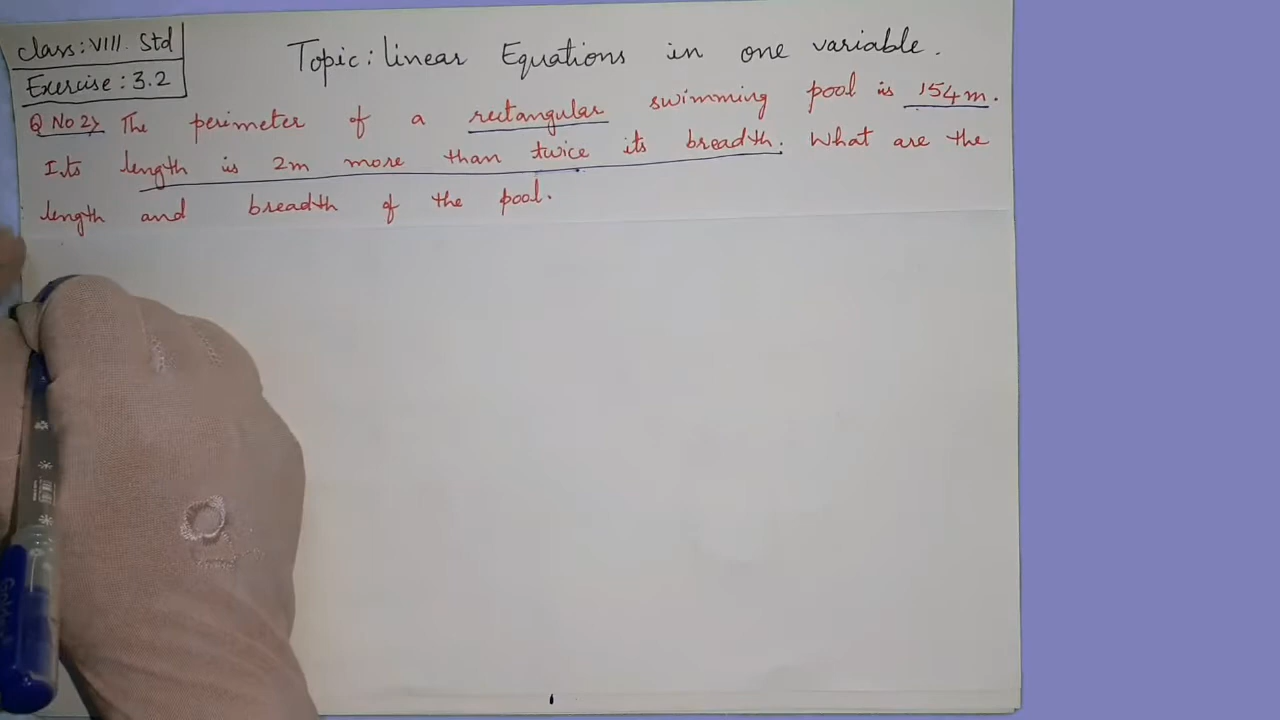 Class: VIII. Std
Exercise: 3.2
Topic: linear Equations in one variable.
Q No 2) The perimeter of a rectangular swimming pool is 154m.
Its length is 2m more than twice its breadth. What are the
length and breadth of the pool.